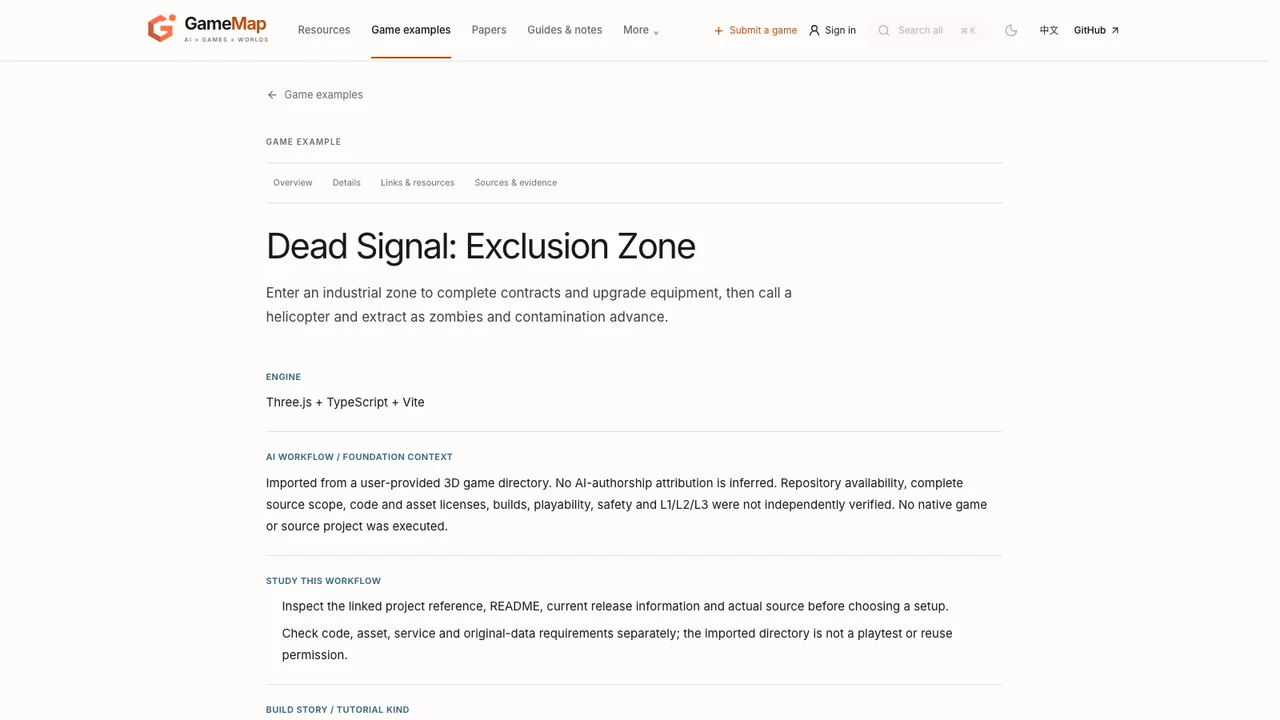 GameMap
AI × GAMES × WORLDS
Resources
Game examples
Papers
Guides & notes
More
+ Submit a game
Sign in
Search all
⌘ K
中文
GitHub ↗
← Game examples
GAME EXAMPLE
Overview
Details
Links & resources
Sources & evidence
Dead Signal: Exclusion Zone
Enter an industrial zone to complete contracts and upgrade equipment, then call a
helicopter and extract as zombies and contamination advance.
ENGINE
Three.js + TypeScript + Vite
AI WORKFLOW / FOUNDATION CONTEXT
Imported from a user-provided 3D game directory. No AI-authorship attribution is inferred. Repository availability, complete
source scope, code and asset licenses, builds, playability, safety and L1/L2/L3 were not independently verified. No native game
or source project was executed.
STUDY THIS WORKFLOW
Inspect the linked project reference, README, current release information and actual source before choosing a setup.
Check code, asset, service and original-data requirements separately; the imported directory is not a playtest or reuse
permission.
BUILD STORY / TUTORIAL KIND